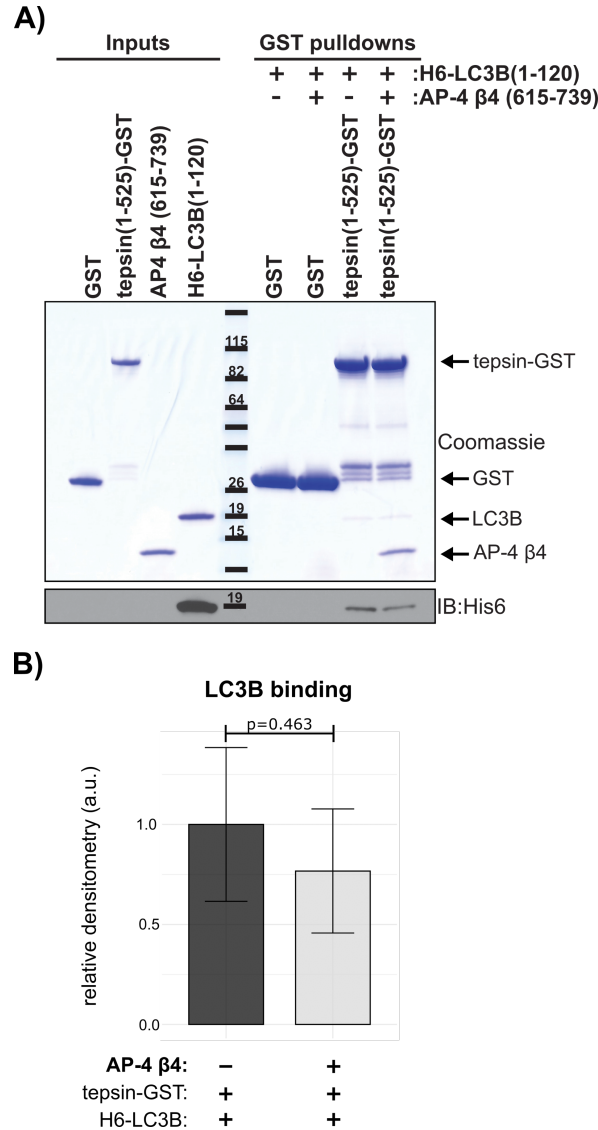 A)
Inputs
GST pulldowns
+ + + + :H6-LC3B(1-120)
- + - + :AP-4 β4 (615-739)
GST
tepsin(1-525)-GST
AP4 β4 (615-739)
H6-LC3B(1-120)
GST
GST
tepsin(1-525)-GST
tepsin(1-525)-GST
115
82
64
26
19
15
tepsin-GST
Coomassie
GST
LC3B
AP-4 β4
19
IB:His6
B)
LC3B binding
p=0.463
relative densitometry (a.u.)
1.0
0.5
0.0
AP-4 β4: – +
tepsin-GST: + +
H6-LC3B: + +